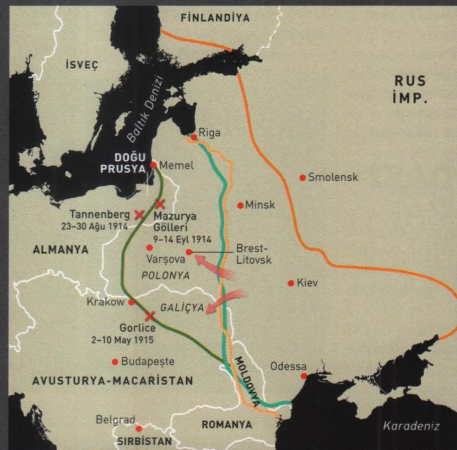 FİNLANDİYA
İSVEÇ
RUS
İMP.
Baltık Denizi
Riga
DOĞU
PRUSYA
Memel
Smolensk
Tannenberg
23–30 Ağu 1914
Mazurya
Gölleri
9–14 Eyl 1914
Minsk
ALMANYA
Varşova
Brest-
Litovsk
POLONYA
Kiev
Krakow
GALİÇYA
Gorlice
2–10 May 1915
MOLDOVYA
Odessa
Budapeşte
AVUSTURYA-MACARİSTAN
Belgrad
SIRBİSTAN
ROMANYA
Karadeniz